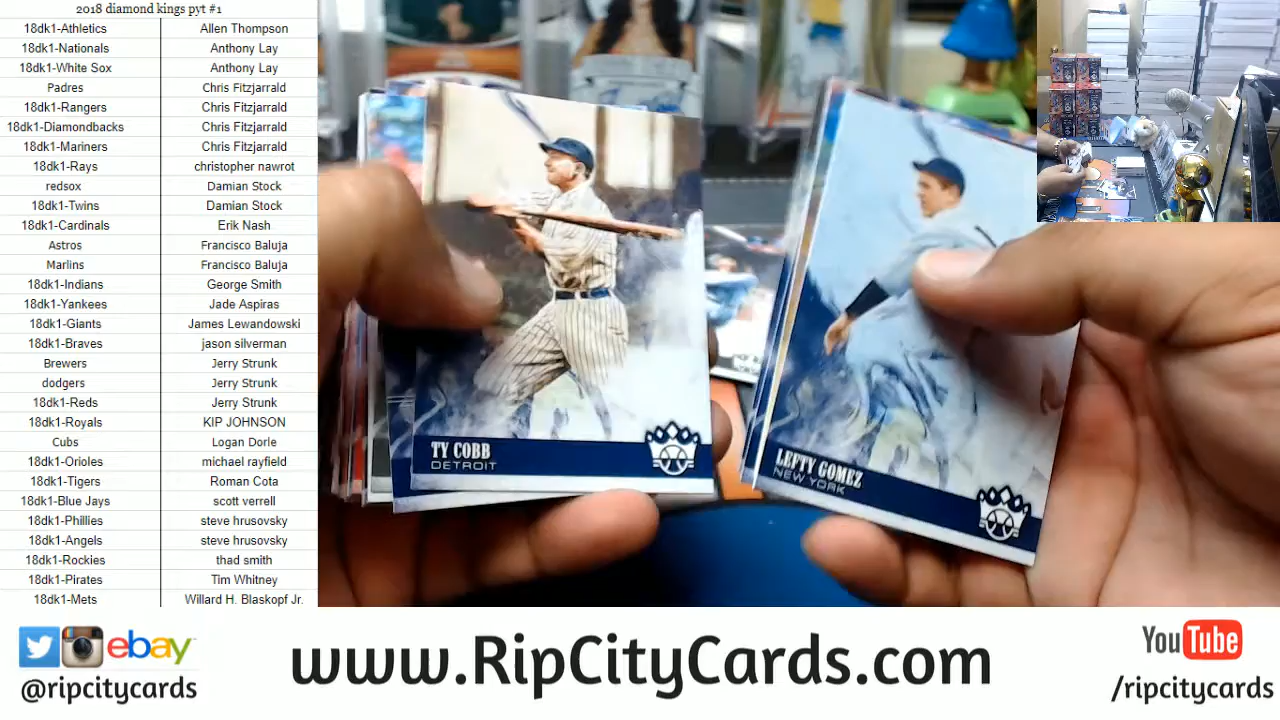 2018 diamond kings pyt #1
18dk1-Athletics Allen Thompson
18dk1-Nationals Anthony Lay
18dk1-White Sox Anthony Lay
Padres Chris Fitzjarrald
18dk1-Rangers Chris Fitzjarrald
18dk1-Diamondbacks Chris Fitzjarrald
18dk1-Mariners Chris Fitzjarrald
18dk1-Rays christopher nawrot
redsox Damian Stock
18dk1-Twins Damian Stock
18dk1-Cardinals Erik Nash
Astros Francisco Baluja
Marlins Francisco Baluja
18dk1-Indians George Smith
18dk1-Yankees Jade Aspiras
18dk1-Giants James Lewandowski
18dk1-Braves jason silverman
Brewers Jerry Strunk
dodgers Jerry Strunk
18dk1-Reds Jerry Strunk
18dk1-Royals KIP JOHNSON
Cubs Logan Dorle
18dk1-Orioles michael rayfield
18dk1-Tigers Roman Cota
18dk1-Blue Jays scott verrell
18dk1-Phillies steve hrusovsky
18dk1-Angels steve hrusovsky
18dk1-Rockies thad smith
18dk1-Pirates Tim Whitney
18dk1-Mets Willard H. Blaskopf Jr.
TY COBB
DETROIT
LEFTY GOMEZ
NEW YORK
ebay
@ripcitycards
www.RipCityCards.com
YouTube
/ripcitycards